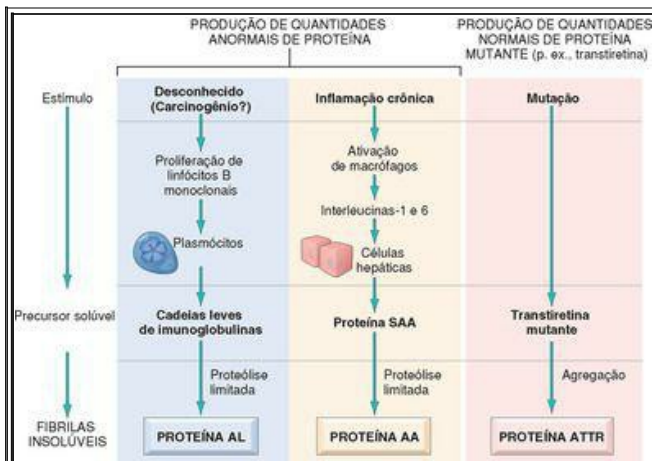 PRODUÇÃO DE QUANTIDADES
ANORMAIS DE PROTEÍNA
PRODUÇÃO DE QUANTIDADES
NORMAIS DE PROTEÍNA
MUTANTE (p. ex., transtiretina)
Estímulo
Desconhecido
(Carcinogênio?)
Inflamação crônica
Mutação
Proliferação de
linfócitos B
monoclonais
Ativação
de macrófagos
Interleucinas-1 e 6
Plasmócitos
Células
hepáticas
Precursor solúvel
Cadeias leves
de imunoglobulinas
Proteína SAA
Transtiretina
mutante
Proteólise
limitada
Proteólise
limitada
Agregação
FIBRILAS
INSOLÚVEIS
PROTEÍNA AL
PROTEÍNA AA
PROTEÍNA ATTR